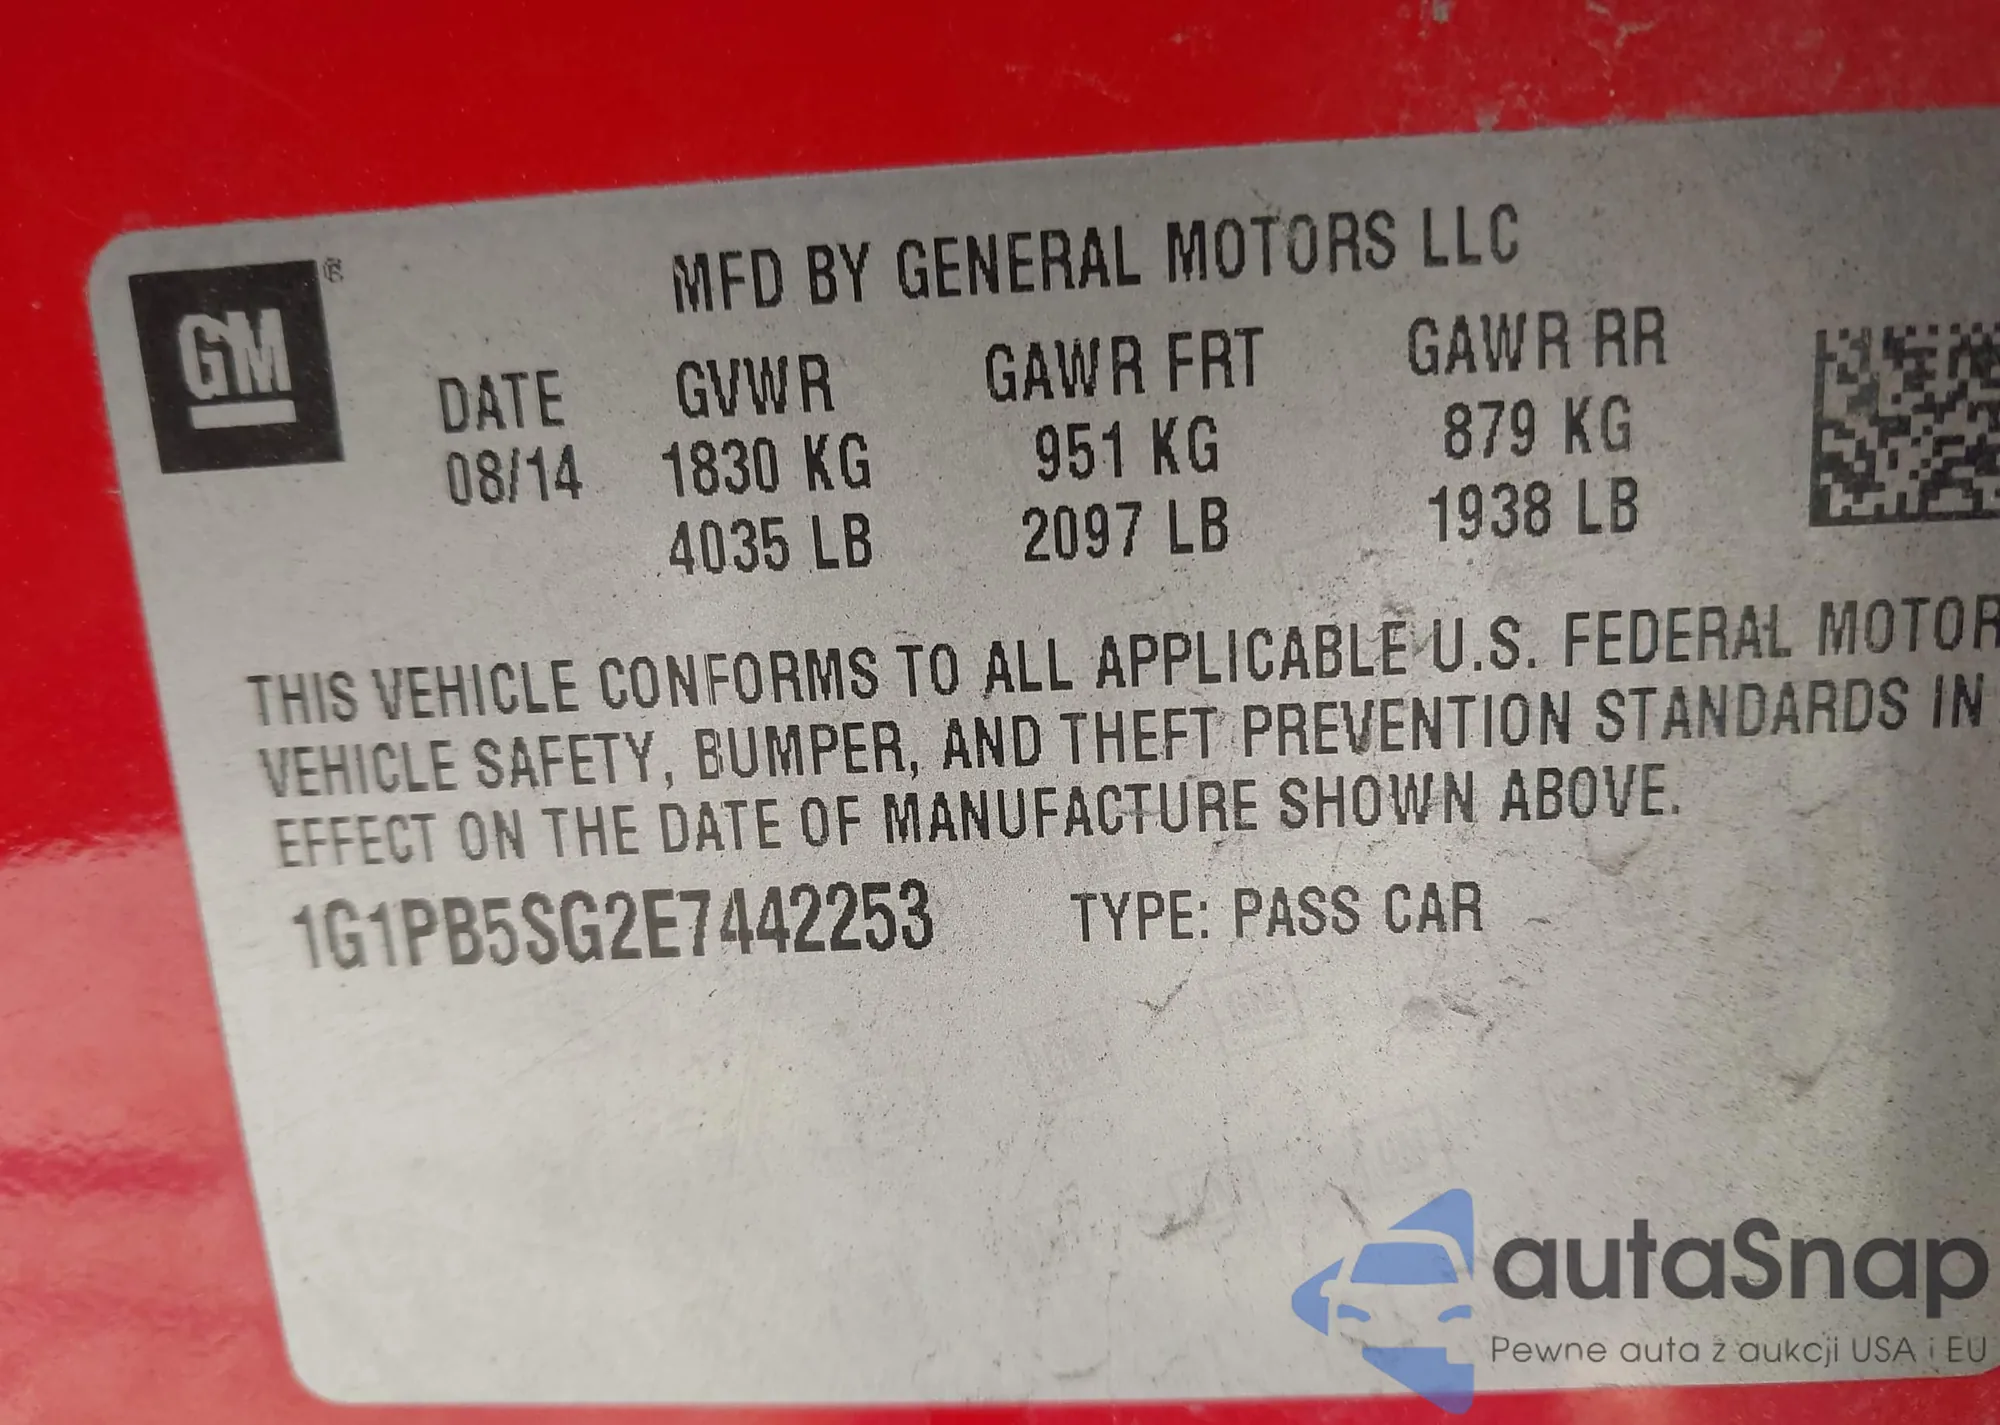 GM ®
MFD BY GENERAL MOTORS LLC
DATE GVWR GAWR FRT GAWR RR
08/14 1830 KG 951 KG 879 KG
4035 LB 2097 LB 1938 LB
THIS VEHICLE CONFORMS TO ALL APPLICABLE U.S. FEDERAL MOTOR
VEHICLE SAFETY, BUMPER, AND THEFT PREVENTION STANDARDS IN
EFFECT ON THE DATE OF MANUFACTURE SHOWN ABOVE.
1G1PB5SG2E7442253 TYPE: PASS CAR
autaSnap
Pewne auta z aukcji USA i EU